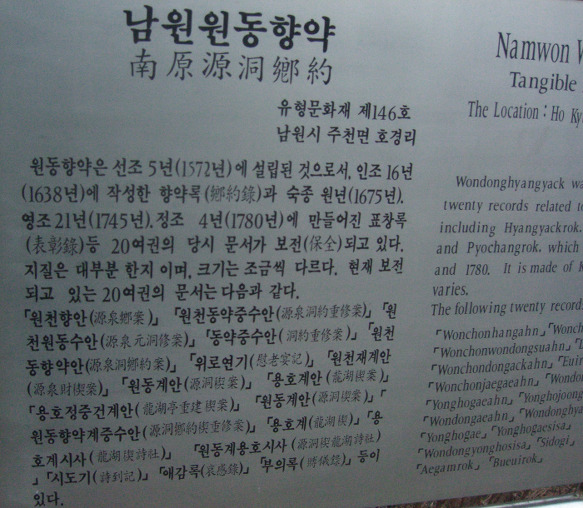 남원원동향약
南原源洞鄕約
유형문화재 제146호
남원시 주천면 호경리
원동향약은 선조 5년(1572년)에 설립된 것으로서, 인조 16년
(1638년)에 작성한 향약록(鄕約錄)과 숙종 원년(1675년).
영조 21년(1745년). 정조 4년(1780년)에 만들어진 표창록
(表彰錄)등 20여권의 당시 문서가 보전(保全)되고 있다.
지질은 대부분 한지 이며, 크기는 조금씩 다르다. 현재 보전
되고 있는 20여권의 문서는 다음과 같다.
「원천향안(源泉鄕案)」 「원천동약중수안(源泉洞約重修案)」 「원
천원동수안(源泉元洞修案)」 「동약중수안(洞約重修案)」 「원천
동향약안(源泉洞鄕約案)」 「위로연기(慰老宴記)」 「원천재계안
(源泉財稧案)」 「원동계안(源洞稧案)」 「용호계안(龍湖稧案)」
「용호정중건계안(龍湖亭重建稧案)」 「원동계안(源洞稧案)」 「
원동향약계중수안(源洞鄕約稧重修案)」 「용호계(龍湖稧)」 「용
호계시사(龍湖稧詩社)」 「원동계용호시사(源洞稧龍湖詩社)
」 「시도기(詩到記)」 「애감록(哀感錄)」 「부의록」 등이
있다.
Namwon
Tangible
The Location : Ho
Wondonghyangyack
twenty records related
including Hyangyackrok.
and Pyochangrok. which
and 1780. It is made of
varies.
The following twenty
「Wonchonhangahn」
「Wonchonwondongsuahn」
「Wonchondongackahn」
「Wonchonjaegaeahn」
「Yonghogaeahn」
「Wondongaeahn」
「Yonghogae」 「Yonghogaesisa」
「Wondongyonghosisa」 「Sidogi」
「Aegamrok」 「Bueuirok」